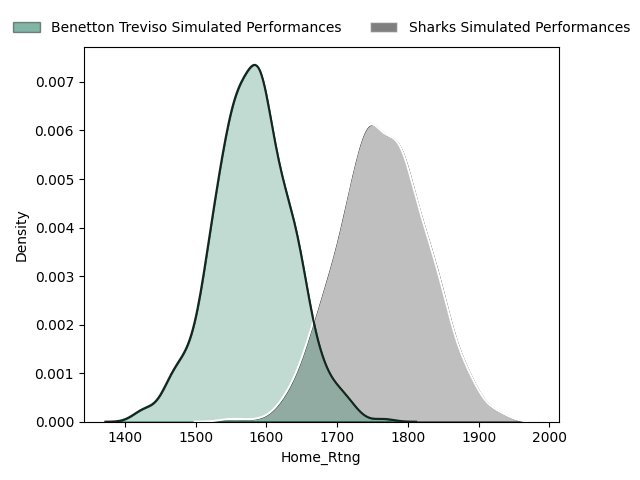 Benetton Treviso Simulated Performances
Sharks Simulated Performances
0.007
0.006
0.005
0.004
0.003
0.002
0.001
0.000
Density
1400 1500 1600 1700 1800 1900 2000
Home_Rtng